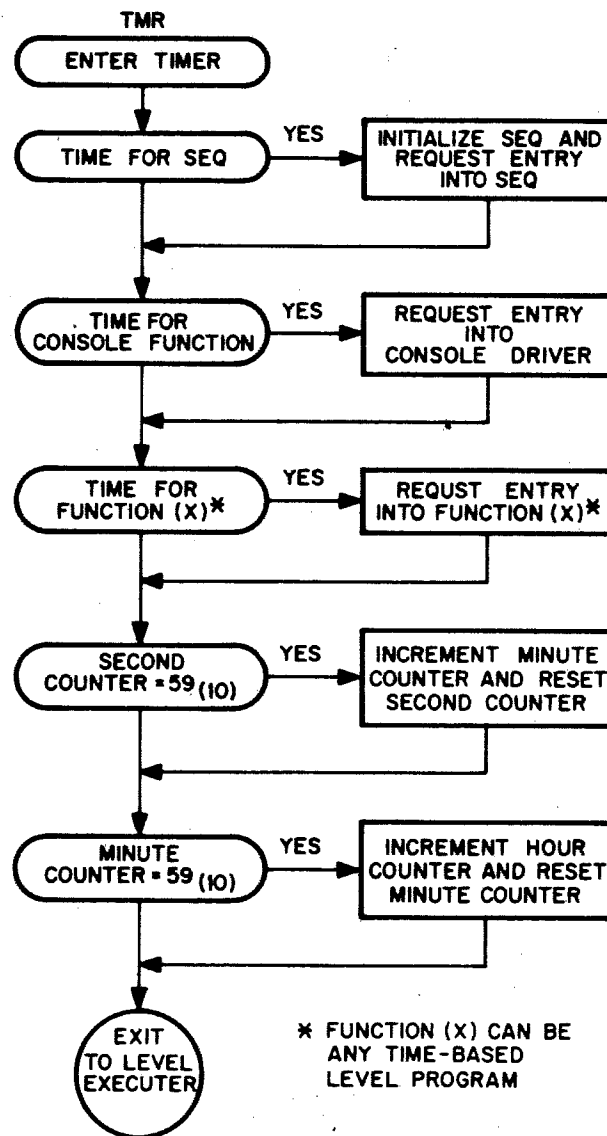 TMR
ENTER TIMER
TIME FOR SEQ
YES
INITIALIZE SEQ AND
REQUEST ENTRY
INTO SEQ
TIME FOR
CONSOLE FUNCTION
YES
REQUEST ENTRY
INTO
CONSOLE DRIVER
TIME FOR
FUNCTION (X)*
YES
REQUST ENTRY
INTO FUNCTION (X)*
SECOND
COUNTER = 59 (10)
YES
INCREMENT MINUTE
COUNTER AND RESET
SECOND COUNTER
MINUTE
COUNTER = 59 (10)
YES
INCREMENT HOUR
COUNTER AND RESET
MINUTE COUNTER
EXIT
TO LEVEL
EXECUTER
* FUNCTION (X) CAN BE
ANY TIME-BASED
LEVEL PROGRAM